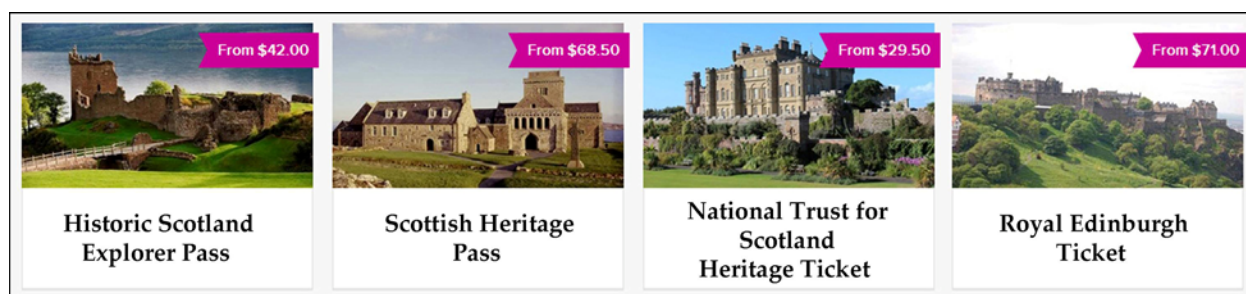 From $42.00
Historic Scotland
Explorer Pass
From $68.50
Scottish Heritage
Pass
From $29.50
National Trust for
Scotland
Heritage Ticket
From $71.00
Royal Edinburgh
Ticket